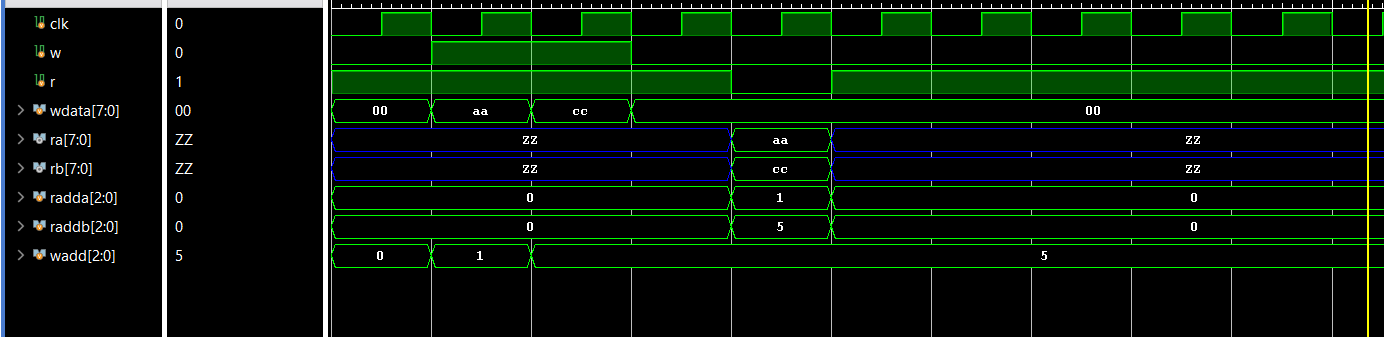 clk 0
w 0
r 1
wdata[7:0] 00 00 aa cc 00
ra[7:0] ZZ ZZ aa ZZ
rb[7:0] ZZ ZZ cc ZZ
radda[2:0] 0 0 1 0
raddb[2:0] 0 0 5 0
wadd[2:0] 5 0 1 5